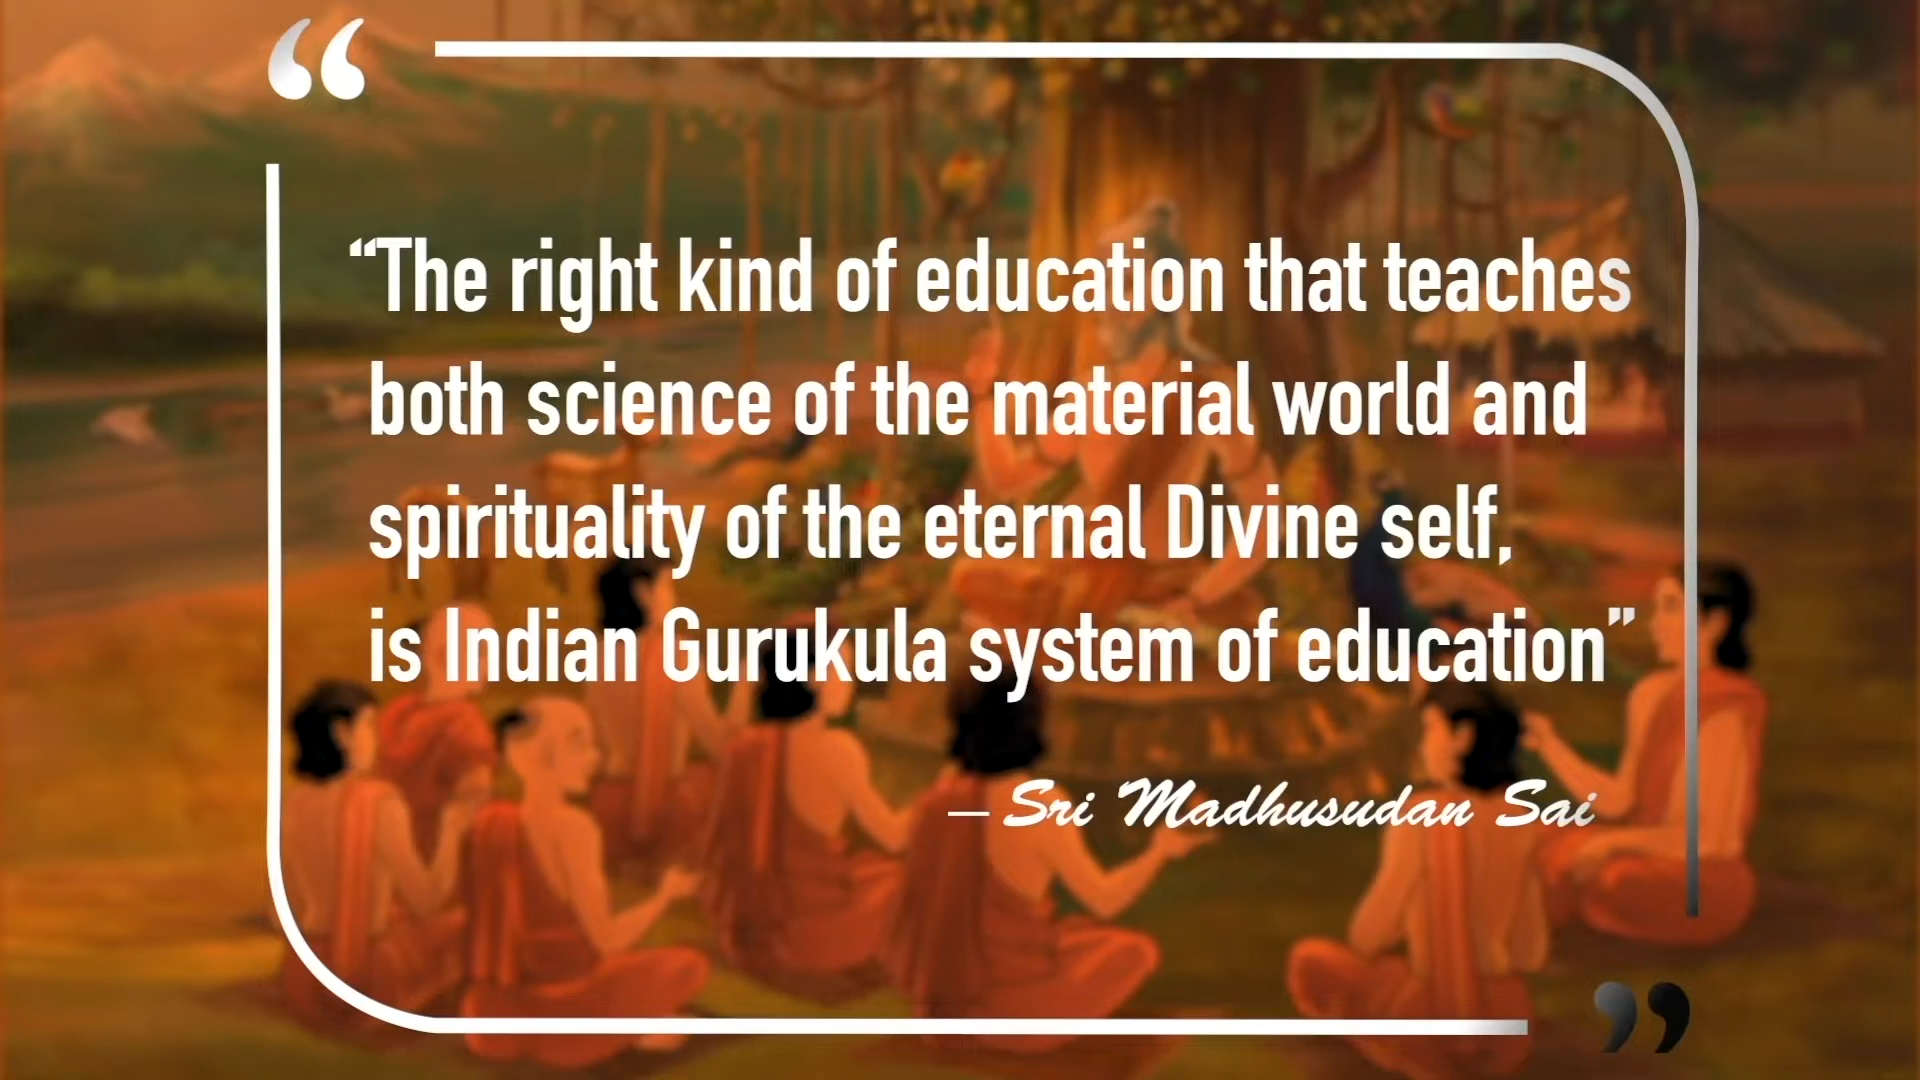 “The right kind of education that teaches
both science of the material world and
spirituality of the eternal Divine self,
is Indian Gurukula system of education”
— Sri Madhusudan Sai